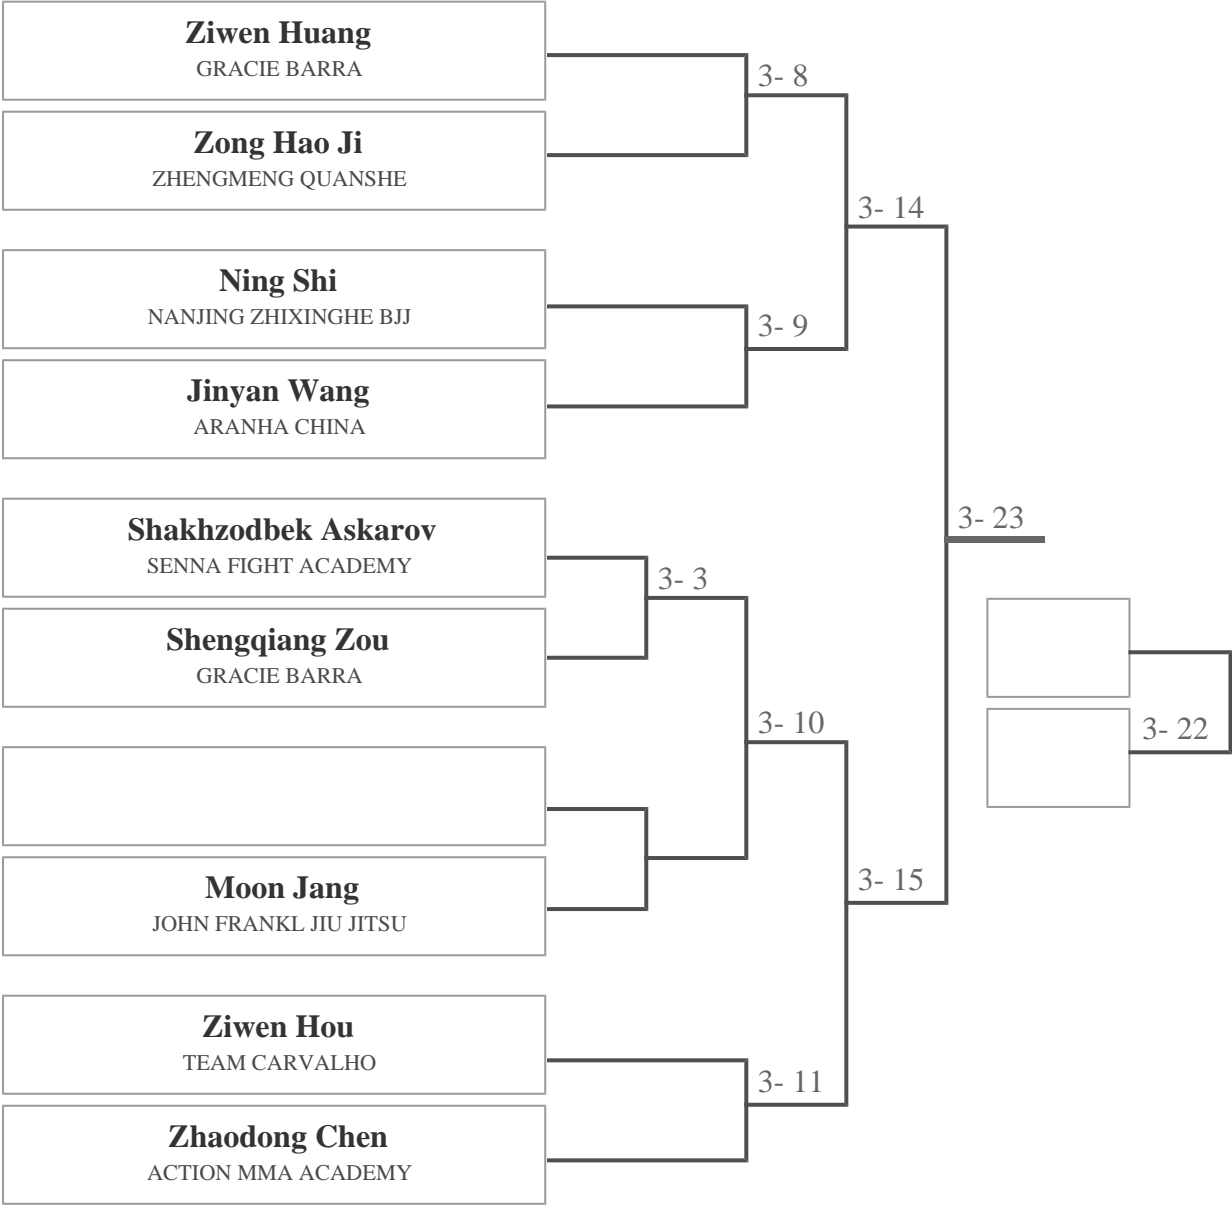 Ziwen Huang
GRACIE BARRA
3- 8
Zong Hao Ji
ZHENGMENG QUANSHE
3- 14
Ning Shi
NANJING ZHIXINGHE BJJ
3- 9
Jinyan Wang
ARANHA CHINA
Shakhzodbek Askarov
SENNA FIGHT ACADEMY
3- 23
3- 3
Shengqiang Zou
GRACIE BARRA
3- 10
3- 22
Moon Jang
JOHN FRANKL JIU JITSU
3- 15
Ziwen Hou
TEAM CARVALHO
3- 11
Zhaodong Chen
ACTION MMA ACADEMY